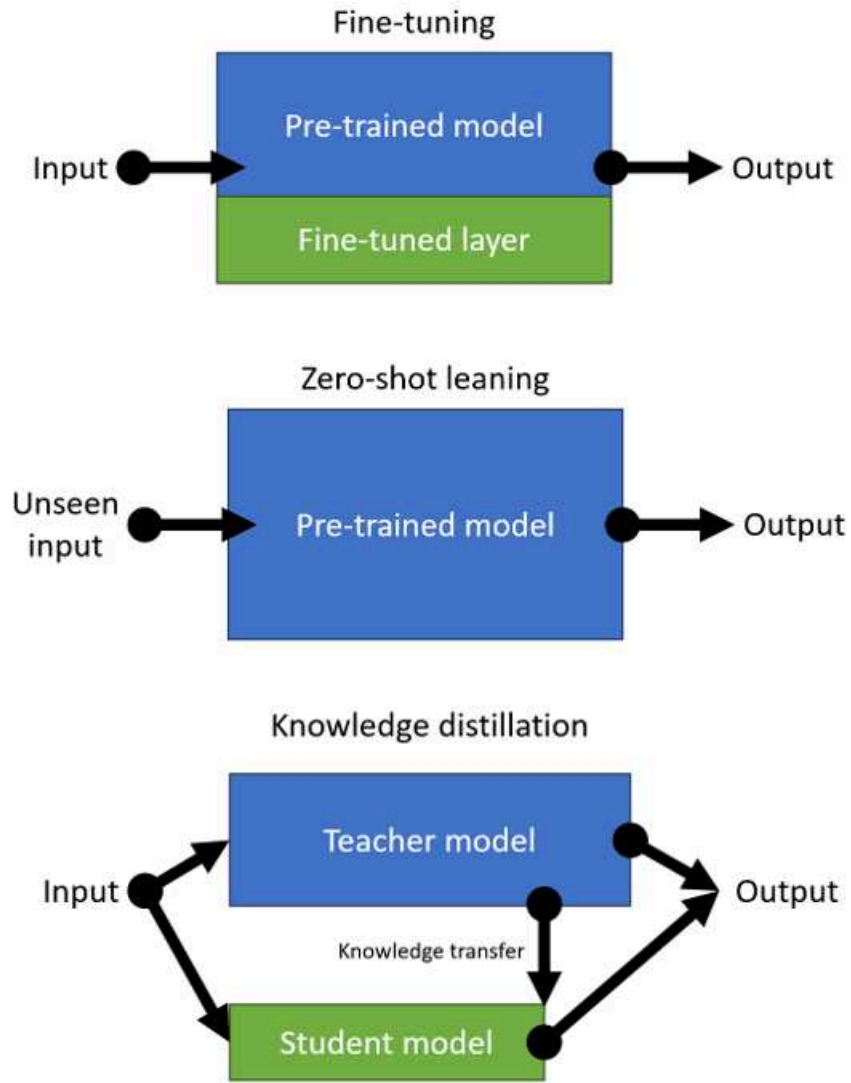 Fine-tuning
Pre-trained model
Input
Output
Fine-tuned layer
Zero-shot leaning
Unseen
input
Pre-trained model
Output
Knowledge distillation
Teacher model
Input
Output
Knowledge transfer
Student model